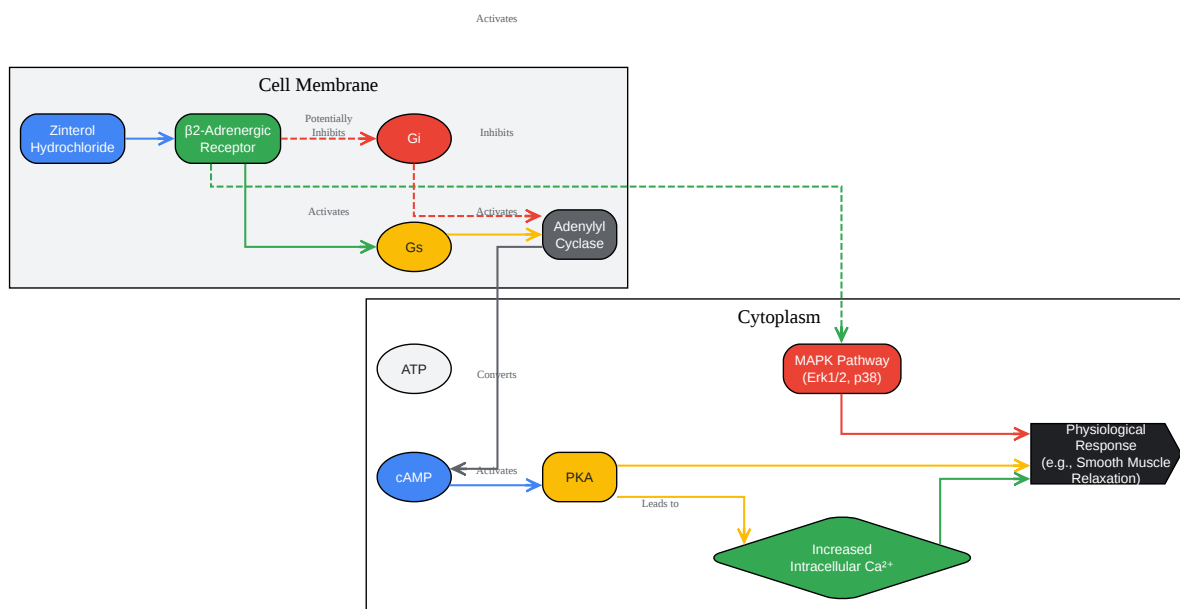 Activates
Cell Membrane
Zinterol
Hydrochloride
β2-Adrenergic
Receptor
Potentially
Inhibits
Gi
Inhibits
Activates
Activates
Gs
Adenylyl
Cyclase
Cytoplasm
ATP
Converts
MAPK Pathway
(Erk1/2, p38)
cAMP
Activates
PKA
Leads to
Physiological
Response
(e.g., Smooth Muscle
Relaxation)
Increased
Intracellular Ca²⁺